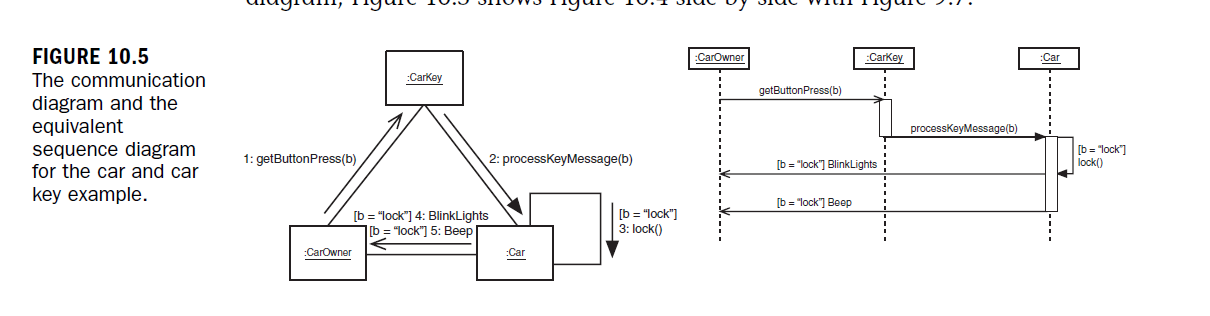 diagram, Figure 10.5 shows Figure 10.4 side by side with Figure 9.7.
FIGURE 10.5
The communication
diagram and the
equivalent
sequence diagram
for the car and car
key example.
:CarKey
1: getButtonPress(b)
2: processKeyMessage(b)
[b = “lock”] 4: BlinkLights
[b = “lock”] 5: Beep
[b = “lock”]
3: lock()
:CarOwner
:Car
:CarOwner
:CarKey
:Car
getButtonPress(b)
processKeyMessage(b)
[b = “lock”]
lock()
[b = “lock”] BlinkLights
[b = “lock”] Beep